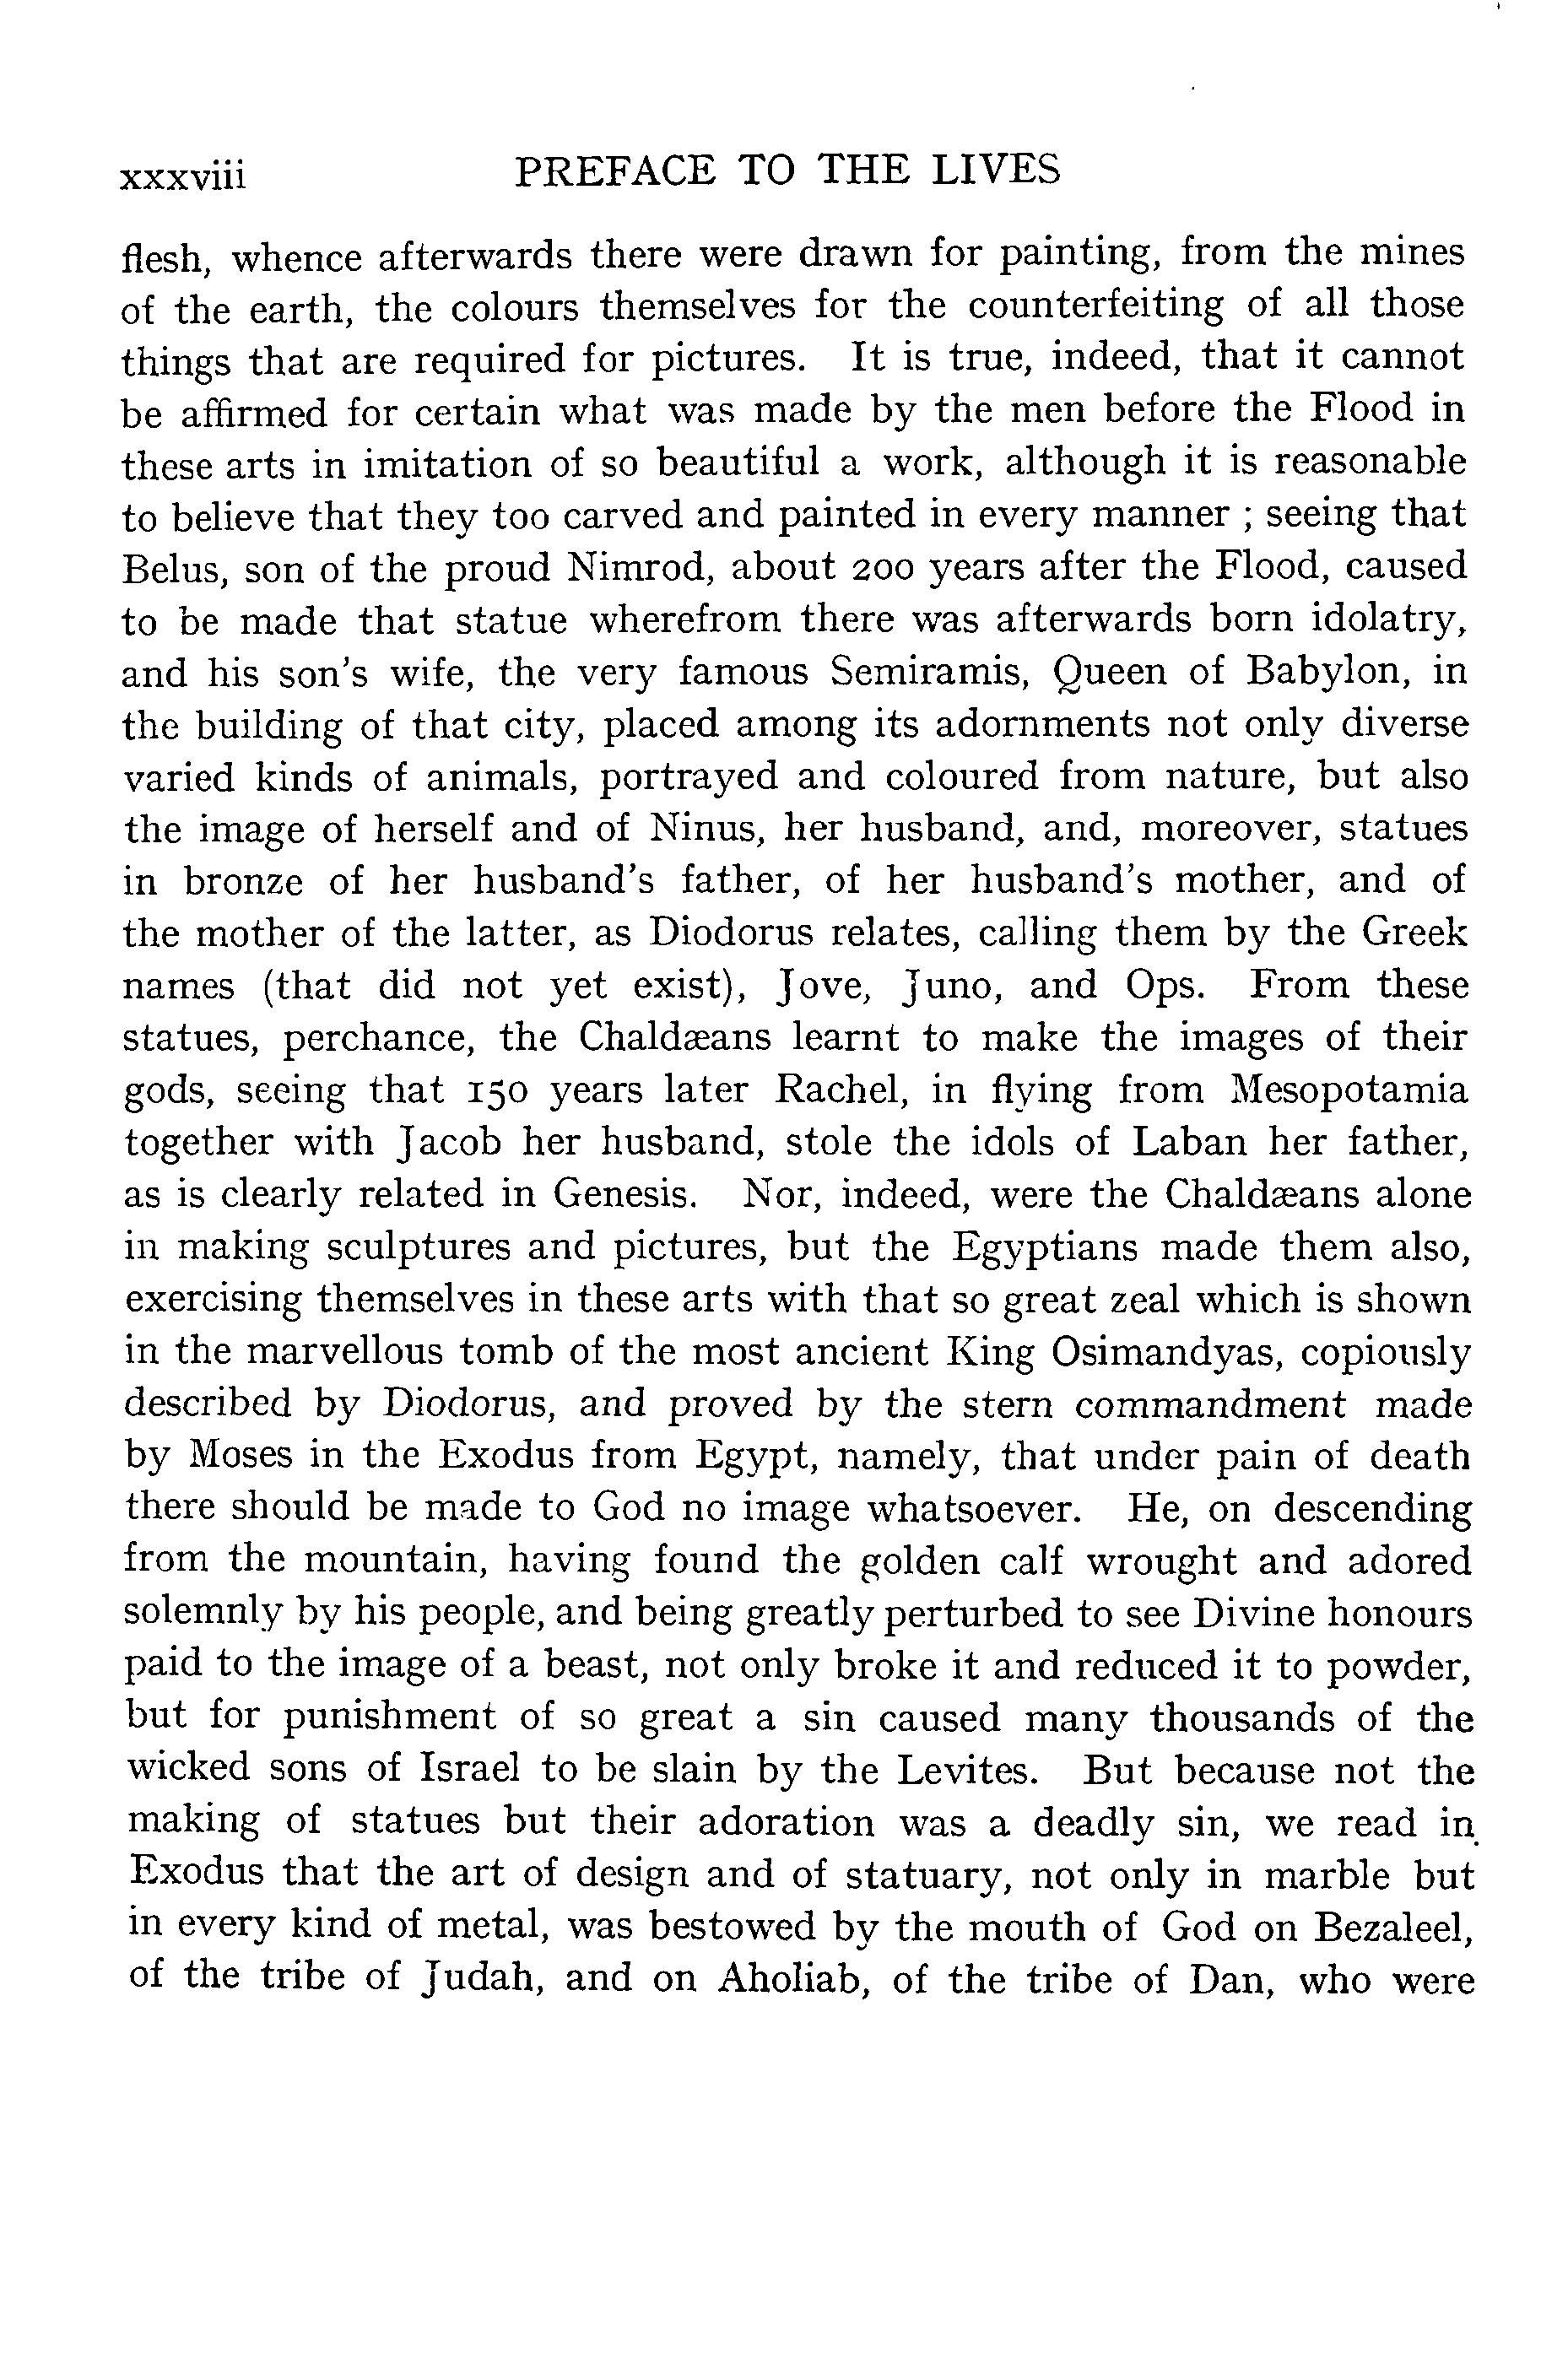 xxxviii PREFACE TO THE LIVES
flesh, whence afterwards there were drawn for painting, from the mines
of the earth, the colours themselves for the counterfeiting of all those
things that are required for pictures. It is true, indeed, that it cannot
be affirmed for certain what was made by the men before the Flood in
these arts in imitation of so beautiful a work, although it is reasonable
to believe that they too carved and painted in every manner ; seeing that
Belus, son of the proud Nimrod, about 200 years after the Flood, caused
to be made that statue wherefrom there was afterwards born idolatry,
and his son's wife, the very famous Semiramis, Queen of Babylon, in
the building of that city, placed among its adornments not only diverse
varied kinds of animals, portrayed and coloured from nature, but also
the image of herself and of Ninus, her husband, and, moreover, statues
in bronze of her husband's father, of her husband's mother, and of
the mother of the latter, as Diodorus relates, calling them by the Greek
names (that did not yet exist), Jove, Juno, and Ops. From these
statues, perchance, the Chaldæans learnt to make the images of their
gods, seeing that 150 years later Rachel, in flying from Mesopotamia
together with Jacob her husband, stole the idols of Laban her father,
as is clearly related in Genesis. Nor, indeed, were the Chaldæans alone
in making sculptures and pictures, but the Egyptians made them also,
exercising themselves in these arts with that so great zeal which is shown
in the marvellous tomb of the most ancient King Osimandyas, copiously
described by Diodorus, and proved by the stern commandment made
by Moses in the Exodus from Egypt, namely, that under pain of death
there should be made to God no image whatsoever. He, on descending
from the mountain, having found the golden calf wrought and adored
solemnly by his people, and being greatly perturbed to see Divine honours
paid to the image of a beast, not only broke it and reduced it to powder,
but for punishment of so great a sin caused many thousands of the
wicked sons of Israel to be slain by the Levites. But because not the
making of statues but their adoration was a deadly sin, we read in
Exodus that the art of design and of statuary, not only in marble but
in every kind of metal, was bestowed by the mouth of God on Bezaleel,
of the tribe of Judah, and on Aholiab, of the tribe of Dan, who were